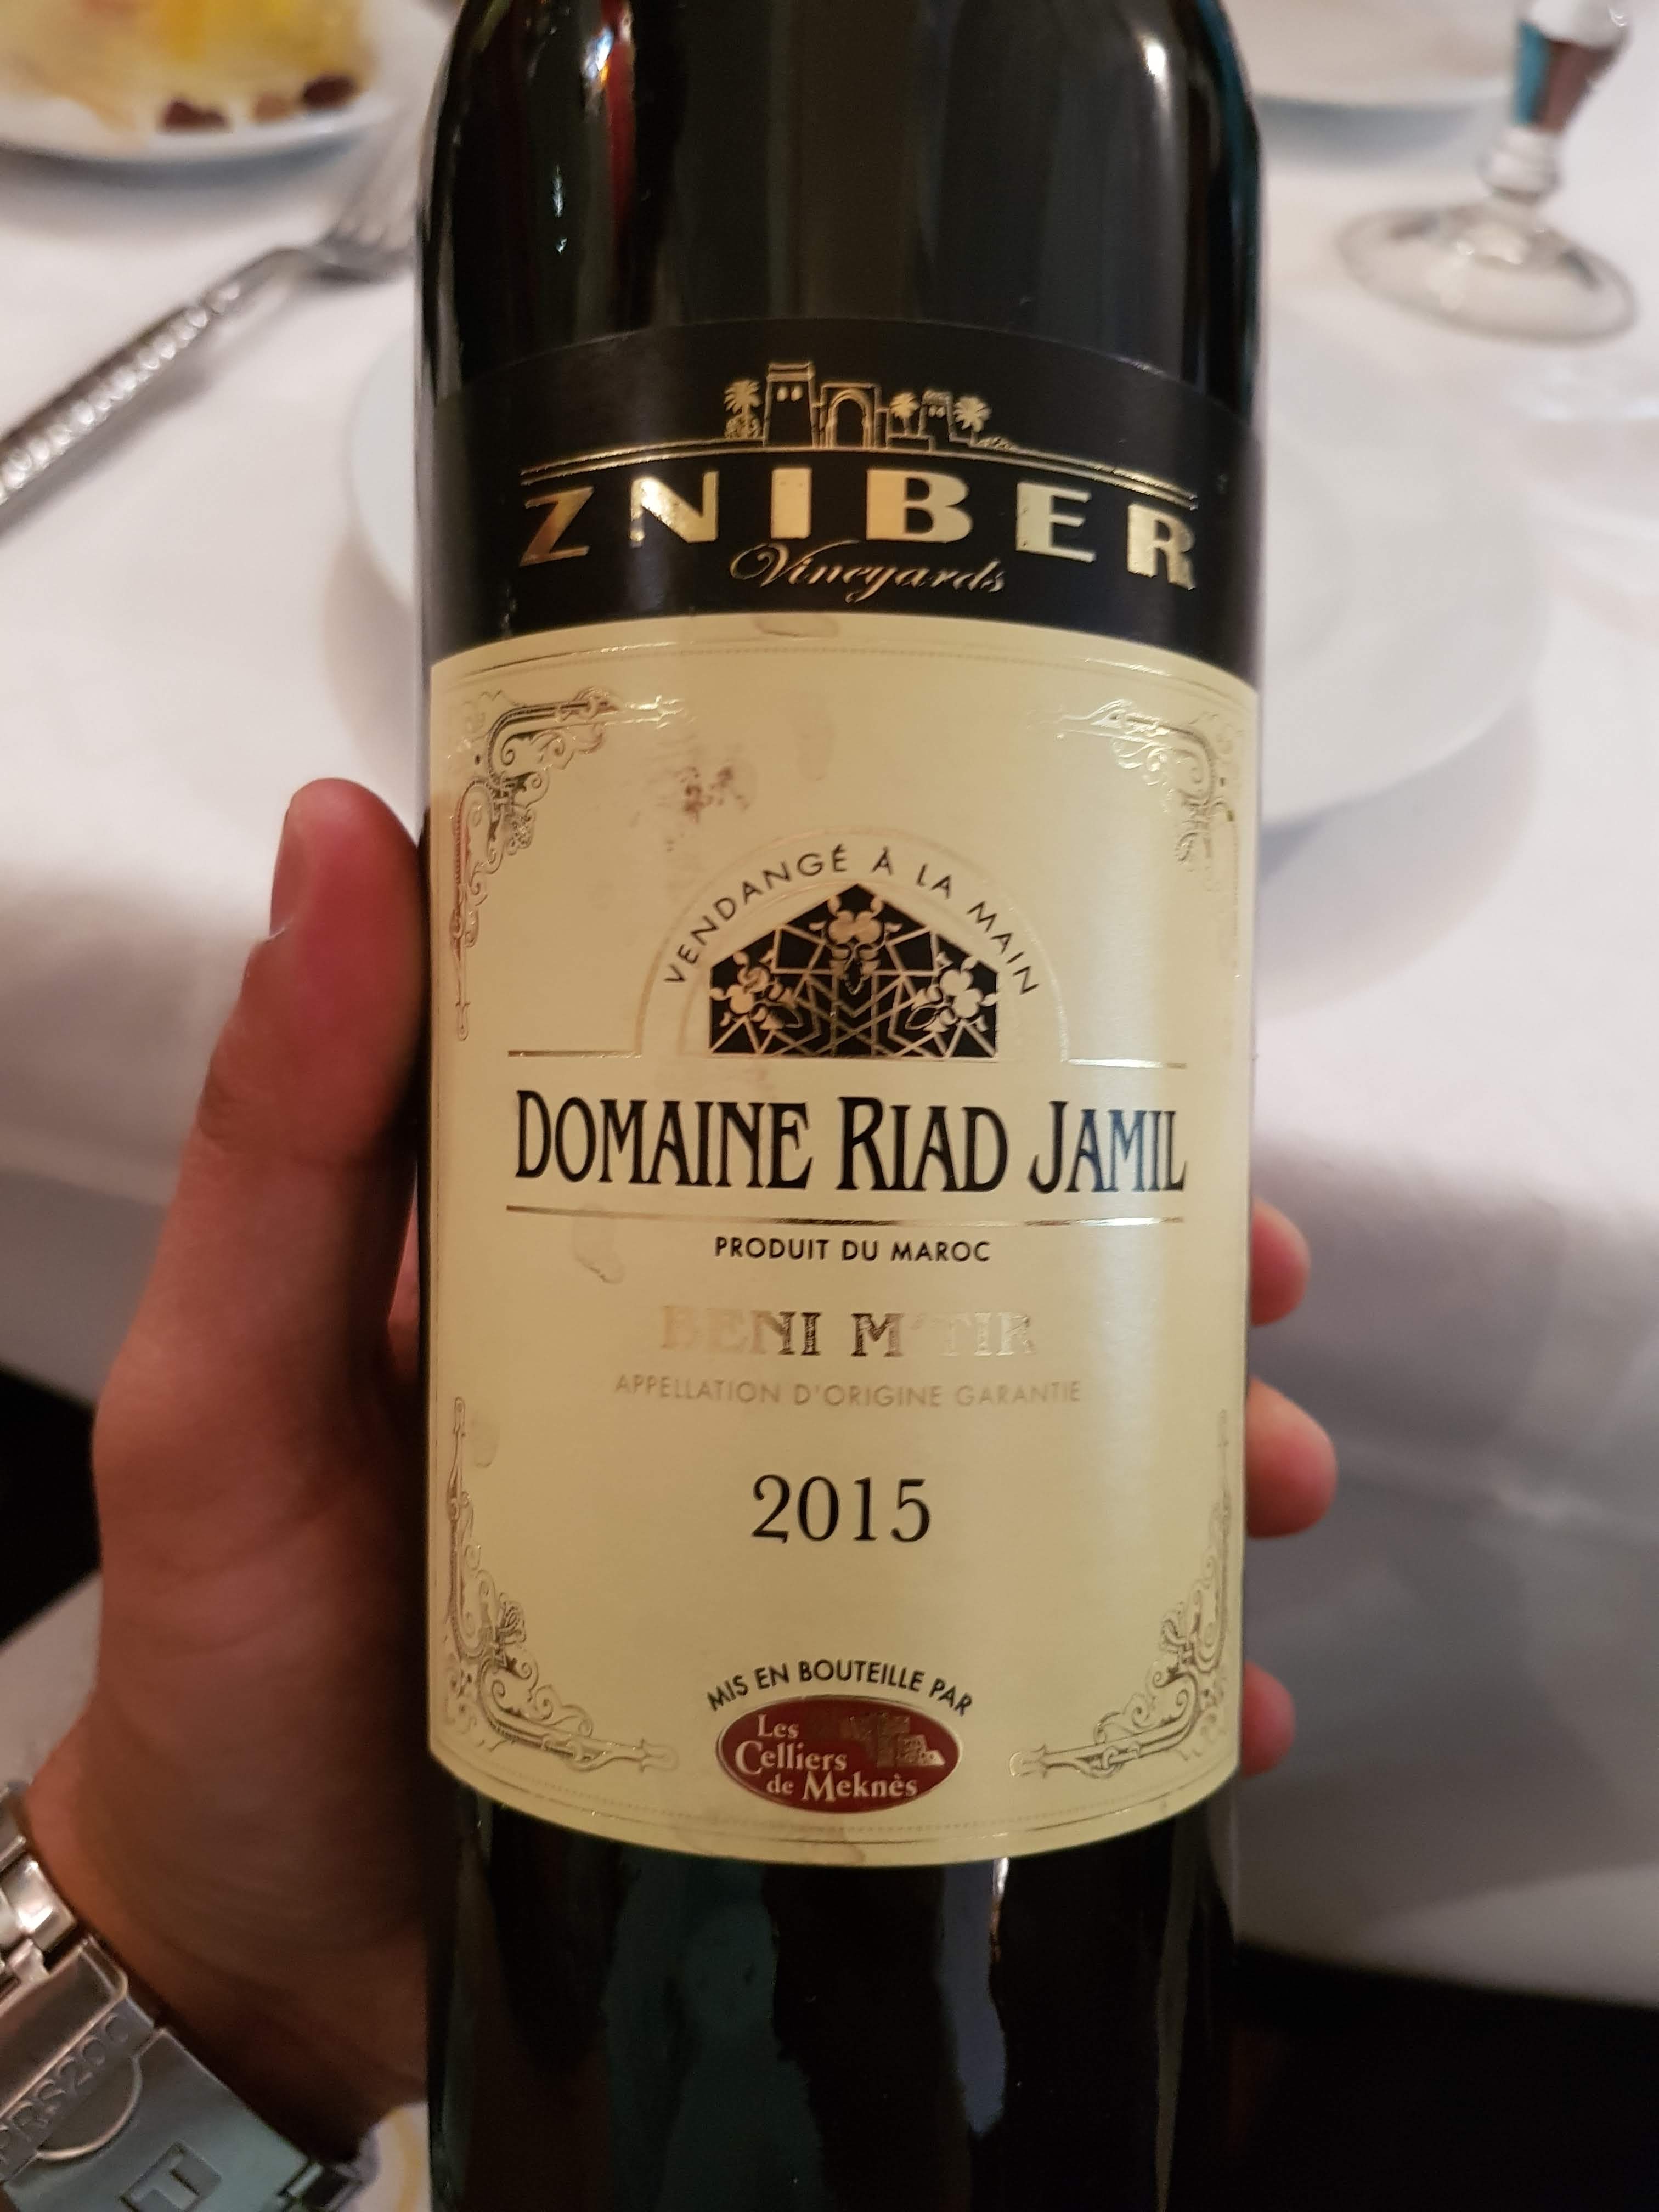 ZNIBER
Vineyards
VENDANGÉ À LA MAIN
DOMAINE RIAD JAMIL
PRODUIT DU MAROC
BENI M'TIR
APPELLATION D'ORIGINE GARANTIE
2015
MIS EN BOUTEILLE PAR
Les
Celliers
de Meknès
PRS200